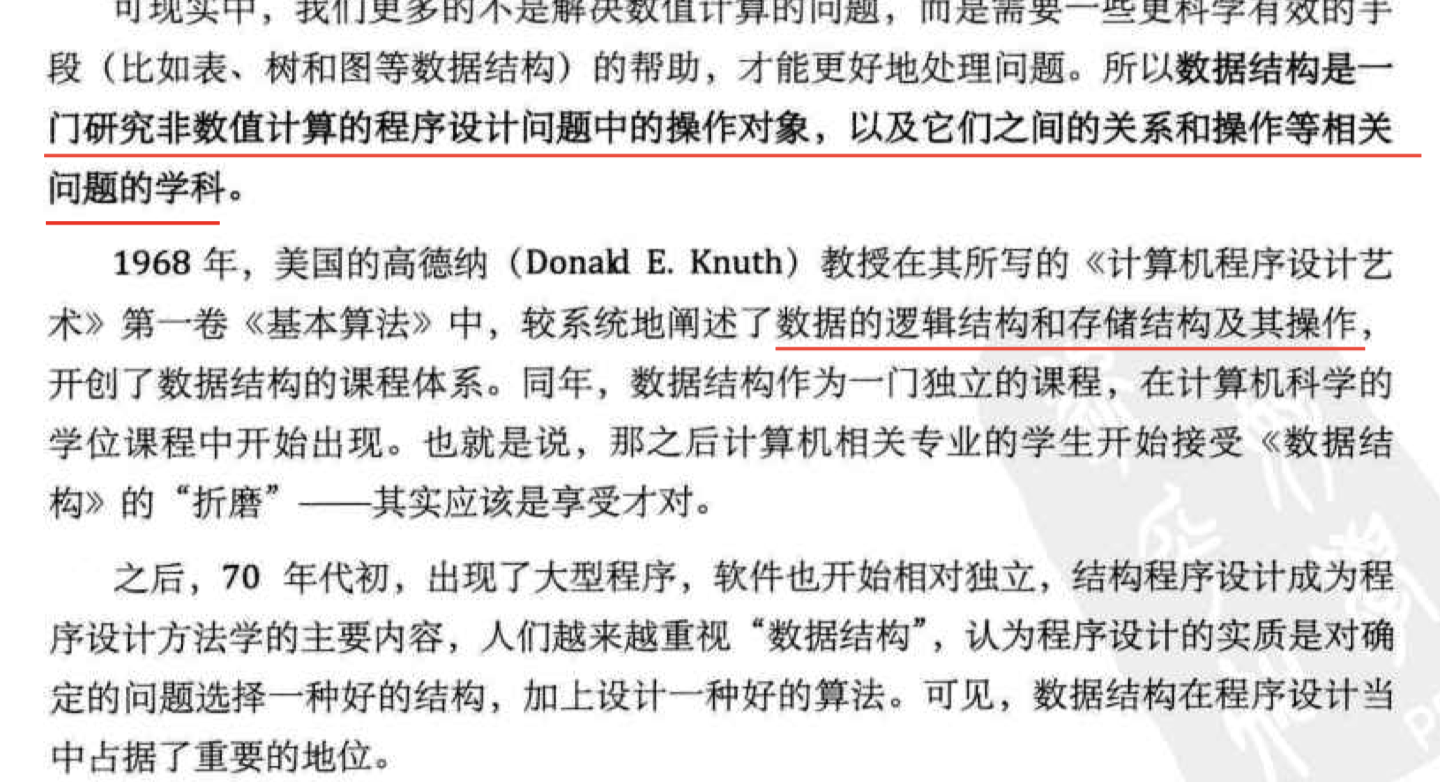 可现实中，我们更多的不是解决数值计算的问题，而是需要一些更科学有效的手
段（比如表、树和图等数据结构）的帮助，才能更好地处理问题。所以数据结构是一
门研究非数值计算的程序设计问题中的操作对象，以及它们之间的关系和操作等相关
问题的学科。
1968 年，美国的高德纳（Donald E. Knuth）教授在其所写的《计算机程序设计艺
术》第一卷《基本算法》中，较系统地阐述了数据的逻辑结构和存储结构及其操作，
开创了数据结构的课程体系。同年，数据结构作为一门独立的课程，在计算机科学的
学位课程中开始出现。也就是说，那之后计算机相关专业的学生开始接受《数据结
构》的“折磨”——其实应该是享受才对。
之后，70 年代初，出现了大型程序，软件也开始相对独立，结构程序设计成为程
序设计方法学的主要内容，人们越来越重视“数据结构”，认为程序设计的实质是对确
定的问题选择一种好的结构，加上设计一种好的算法。可见，数据结构在程序设计当
中占据了重要的地位。